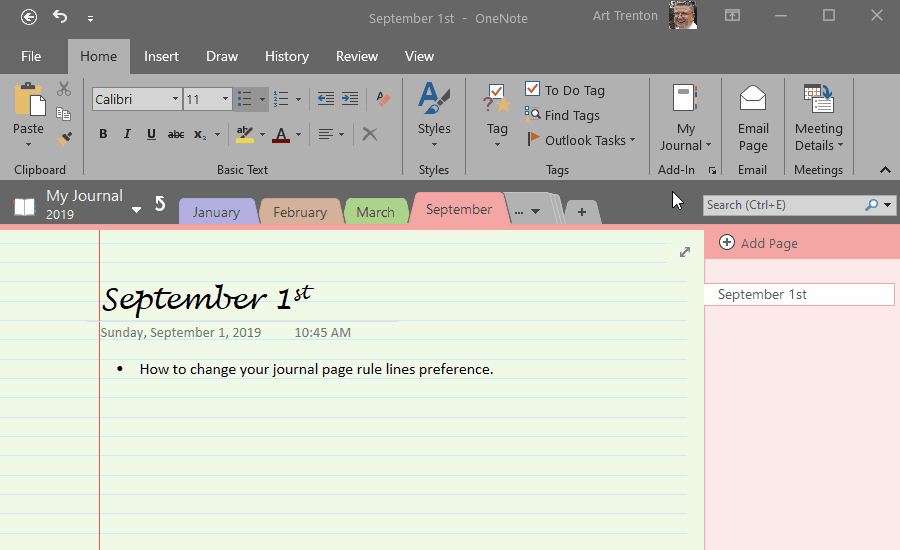 September 1st - OneNote
Art Trenton
File Home Insert Draw History Review View
Paste
Clipboard
Calibri 11
B I U abc x₂ ab A
Basic Text
Styles
Styles
Tag
To Do Tag
Find Tags
Outlook Tasks
Tags
My Journal
Add-In
Email Page
Email
Meeting Details
Meetings
My Journal
2019
January February March September ... +
Search (Ctrl+E)
Add Page
September 1st
September 1st
Sunday, September 1, 2019 10:45 AM
• How to change your journal page rule lines preference.